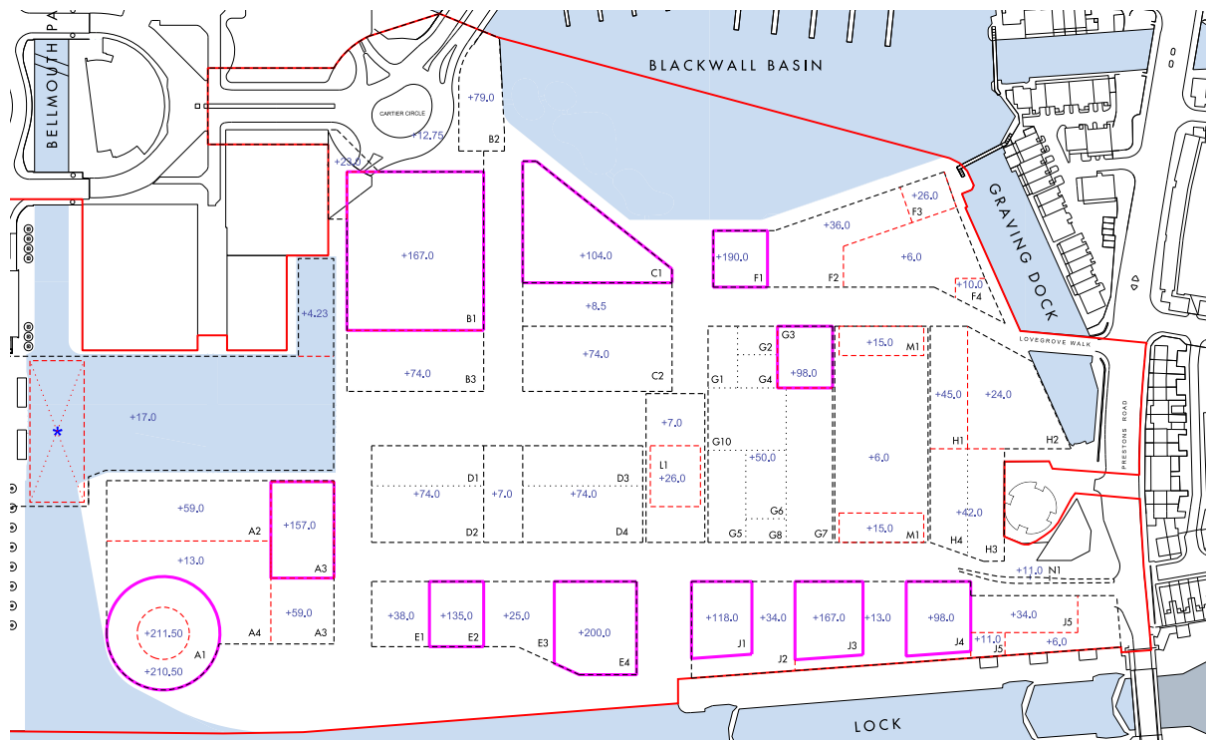 BELLMOUTH PA
BLACKWALL BASIN
CARTIER CIRCLE
+79.0
B2
+12.75
+23.0
GRAVING DOCK
+26.0
F3
+36.0
+167.0
B1
+104.0
C1
+190.0
F1
+6.0
F2
+10.0
F4
+4.23
+8.5
LOVEGROVE WALK
G3
+15.0
M1
G2
+74.0
B3
+74.0
C2
G1
G4
+98.0
+45.0
+24.0
*
+17.0
+7.0
G10
H1
H2
PRESTONS ROAD
D1
D3
L1
+50.0
+6.0
+74.0
+7.0
+74.0
+26.0
+59.0
A2
+157.0
G6
+42.0
+15.0
D2
D4
G5
G8
G7
M1
H4
H3
+13.0
A3
+11.0
N1
+38.0
E1
+135.0
E2
+25.0
E3
+200.0
E4
+118.0
J1
+34.0
J2
+167.0
J3
+13.0
+98.0
J4
+34.0
J5
+11.0
J5
+6.0
+59.0
A3
A4
+211.50
A1
+210.50
LOCK